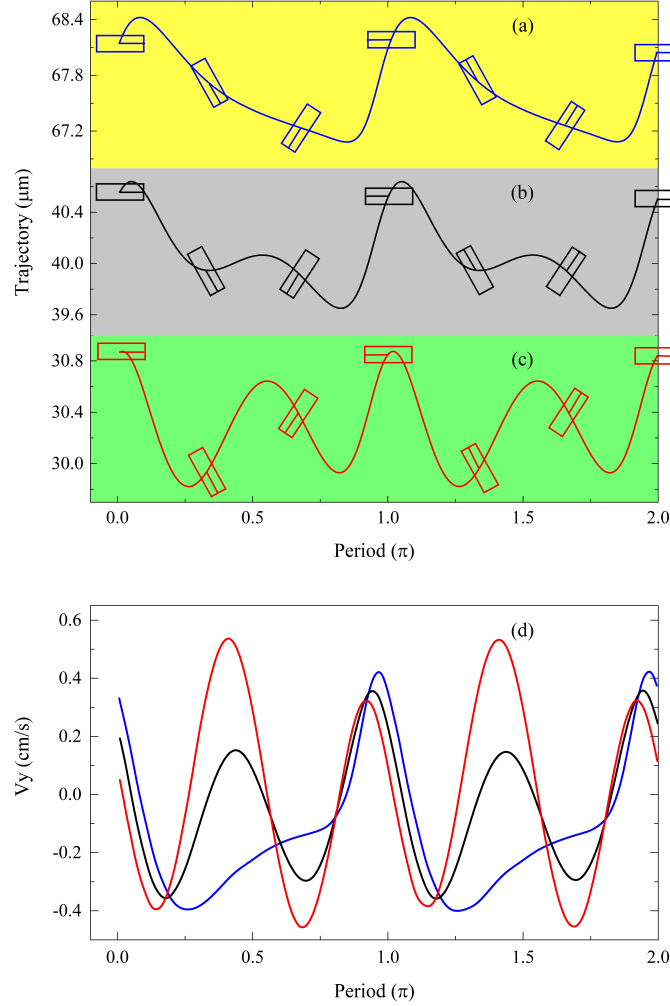 68.4
(a)
67.8
67.2
(b)
40.4
40.0
39.6
Trajectory (μm)
30.8
(c)
30.4
30.0
0.0 0.5 1.0 1.5 2.0
Period (π)
0.6
(d)
0.4
0.2
0.0
-0.2
-0.4
Vy (cm/s)
0.0 0.5 1.0 1.5 2.0
Period (π)